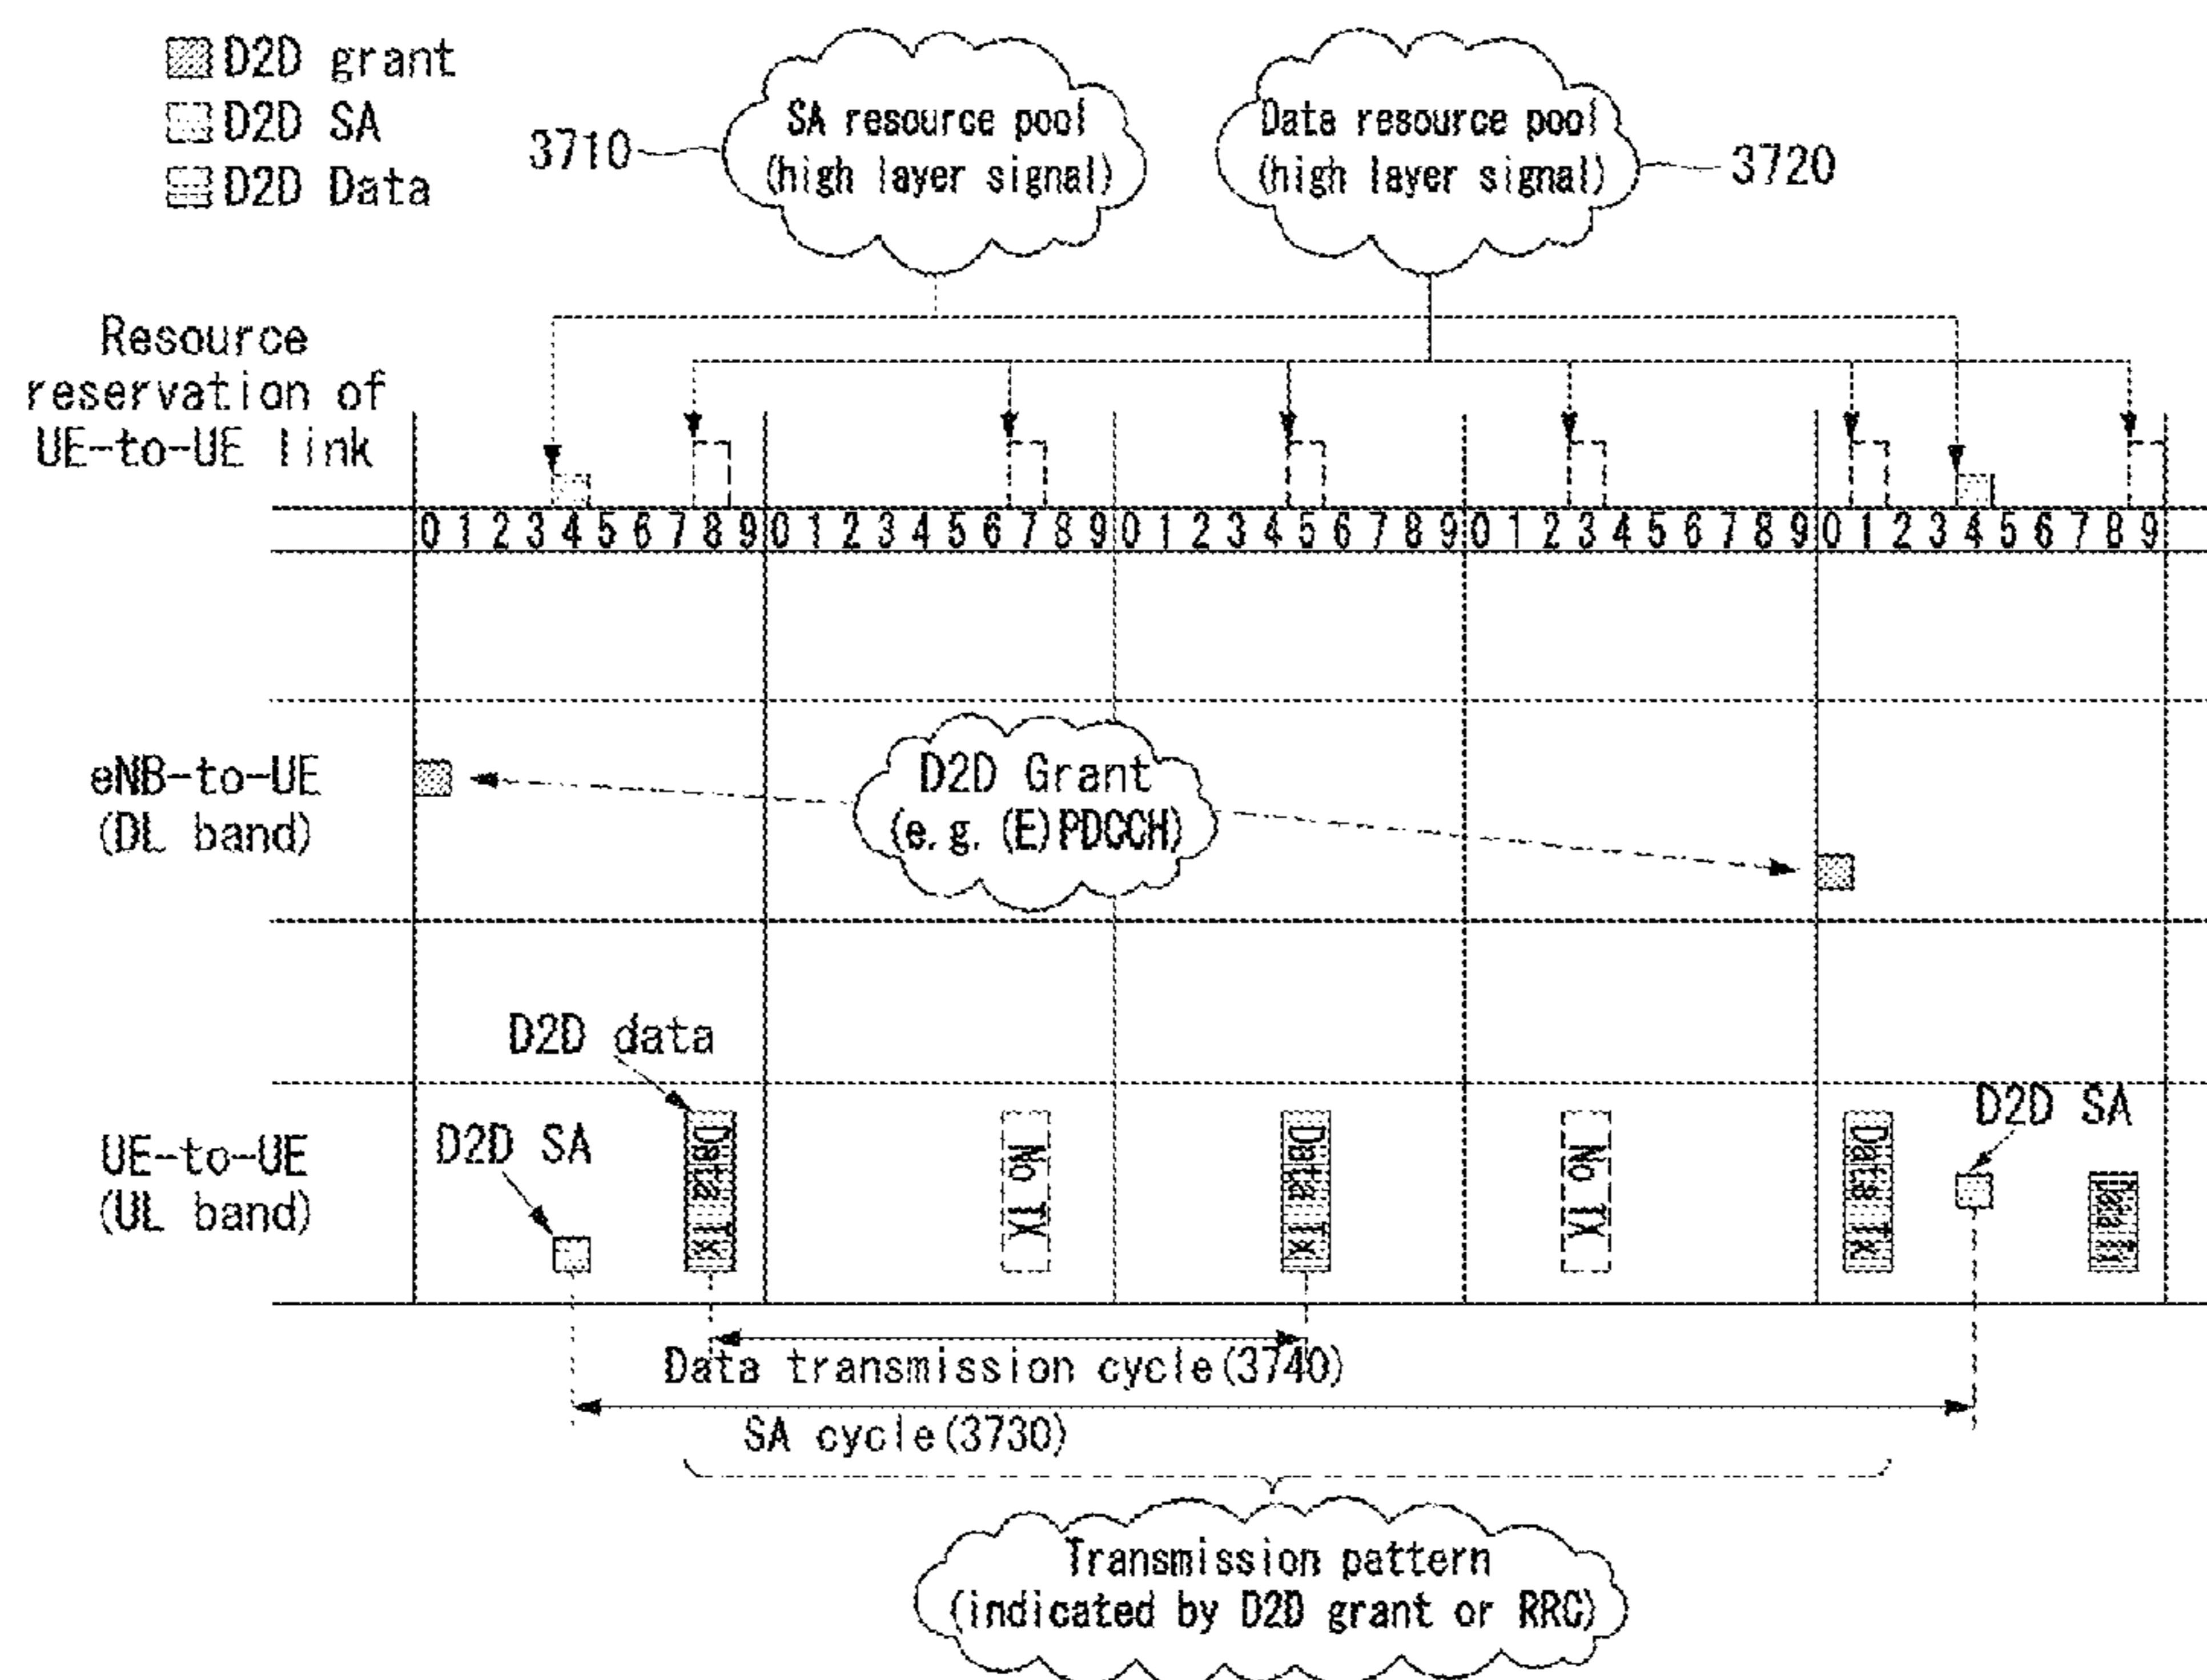 D2D grant
D2D SA
D2D Data
3710
SA resource pool
(high layer signal)
Data resource pool
(high layer signal)
3720
Resource
reservation of
UE-to-UE link
0 1 2 3 4 5 6 7 8 9 0 1 2 3 4 5 6 7 8 9 0 1 2 3 4 5 6 7 8 9 0 1 2 3 4 5 6 7 8 9 0 1 2 3 4 5 6 7 8 9
eNB-to-UE
(DL band)
D2D Grant
(e.g. (E)PDCCH)
D2D data
D2D SA
UE-to-UE
(UL band)
Data Tx
No TX
Data Tx
No TX
Data Tx
D2D SA
Data Tx
Data transmission cycle(3740)
SA cycle(3730)
Transmission pattern
(indicated by D2D grant or RRC)